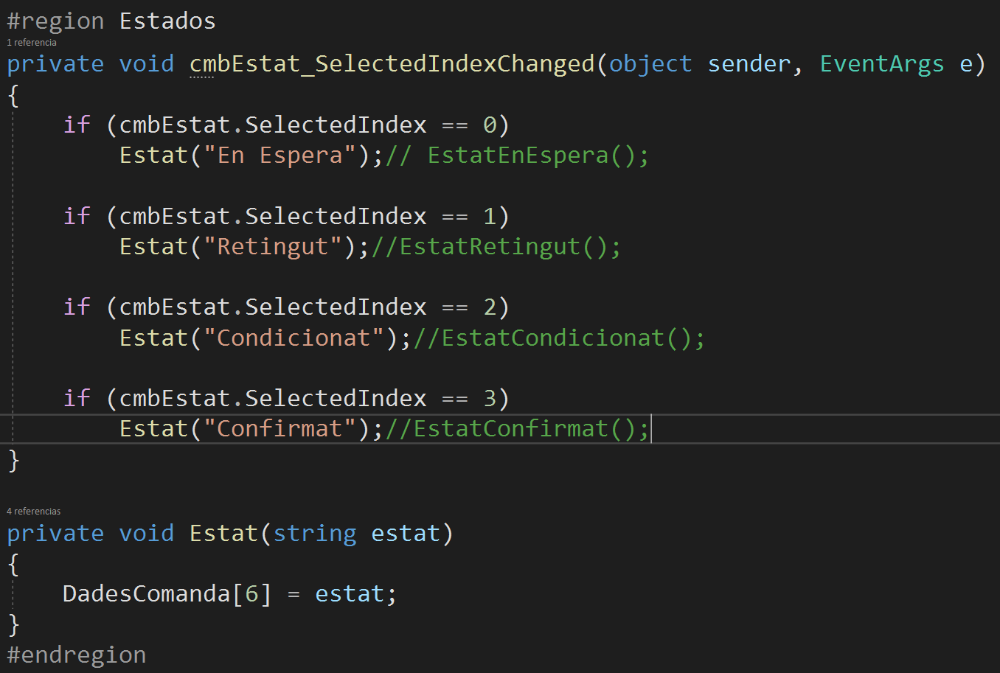 #region Estados
1 referencia
private void cmbEstat_SelectedIndexChanged(object sender, EventArgs e)
{
if (cmbEstat.SelectedIndex == 0)
Estat("En Espera");// EstatEnEspera();
if (cmbEstat.SelectedIndex == 1)
Estat("Retingut");//EstatRetingut();
if (cmbEstat.SelectedIndex == 2)
Estat("Condicionat");//EstatCondicionat();
if (cmbEstat.SelectedIndex == 3)
Estat("Confirmat");//EstatConfirmat();
}
4 referencias
private void Estat(string estat)
{
DadesComanda[6] = estat;
}
#endregion